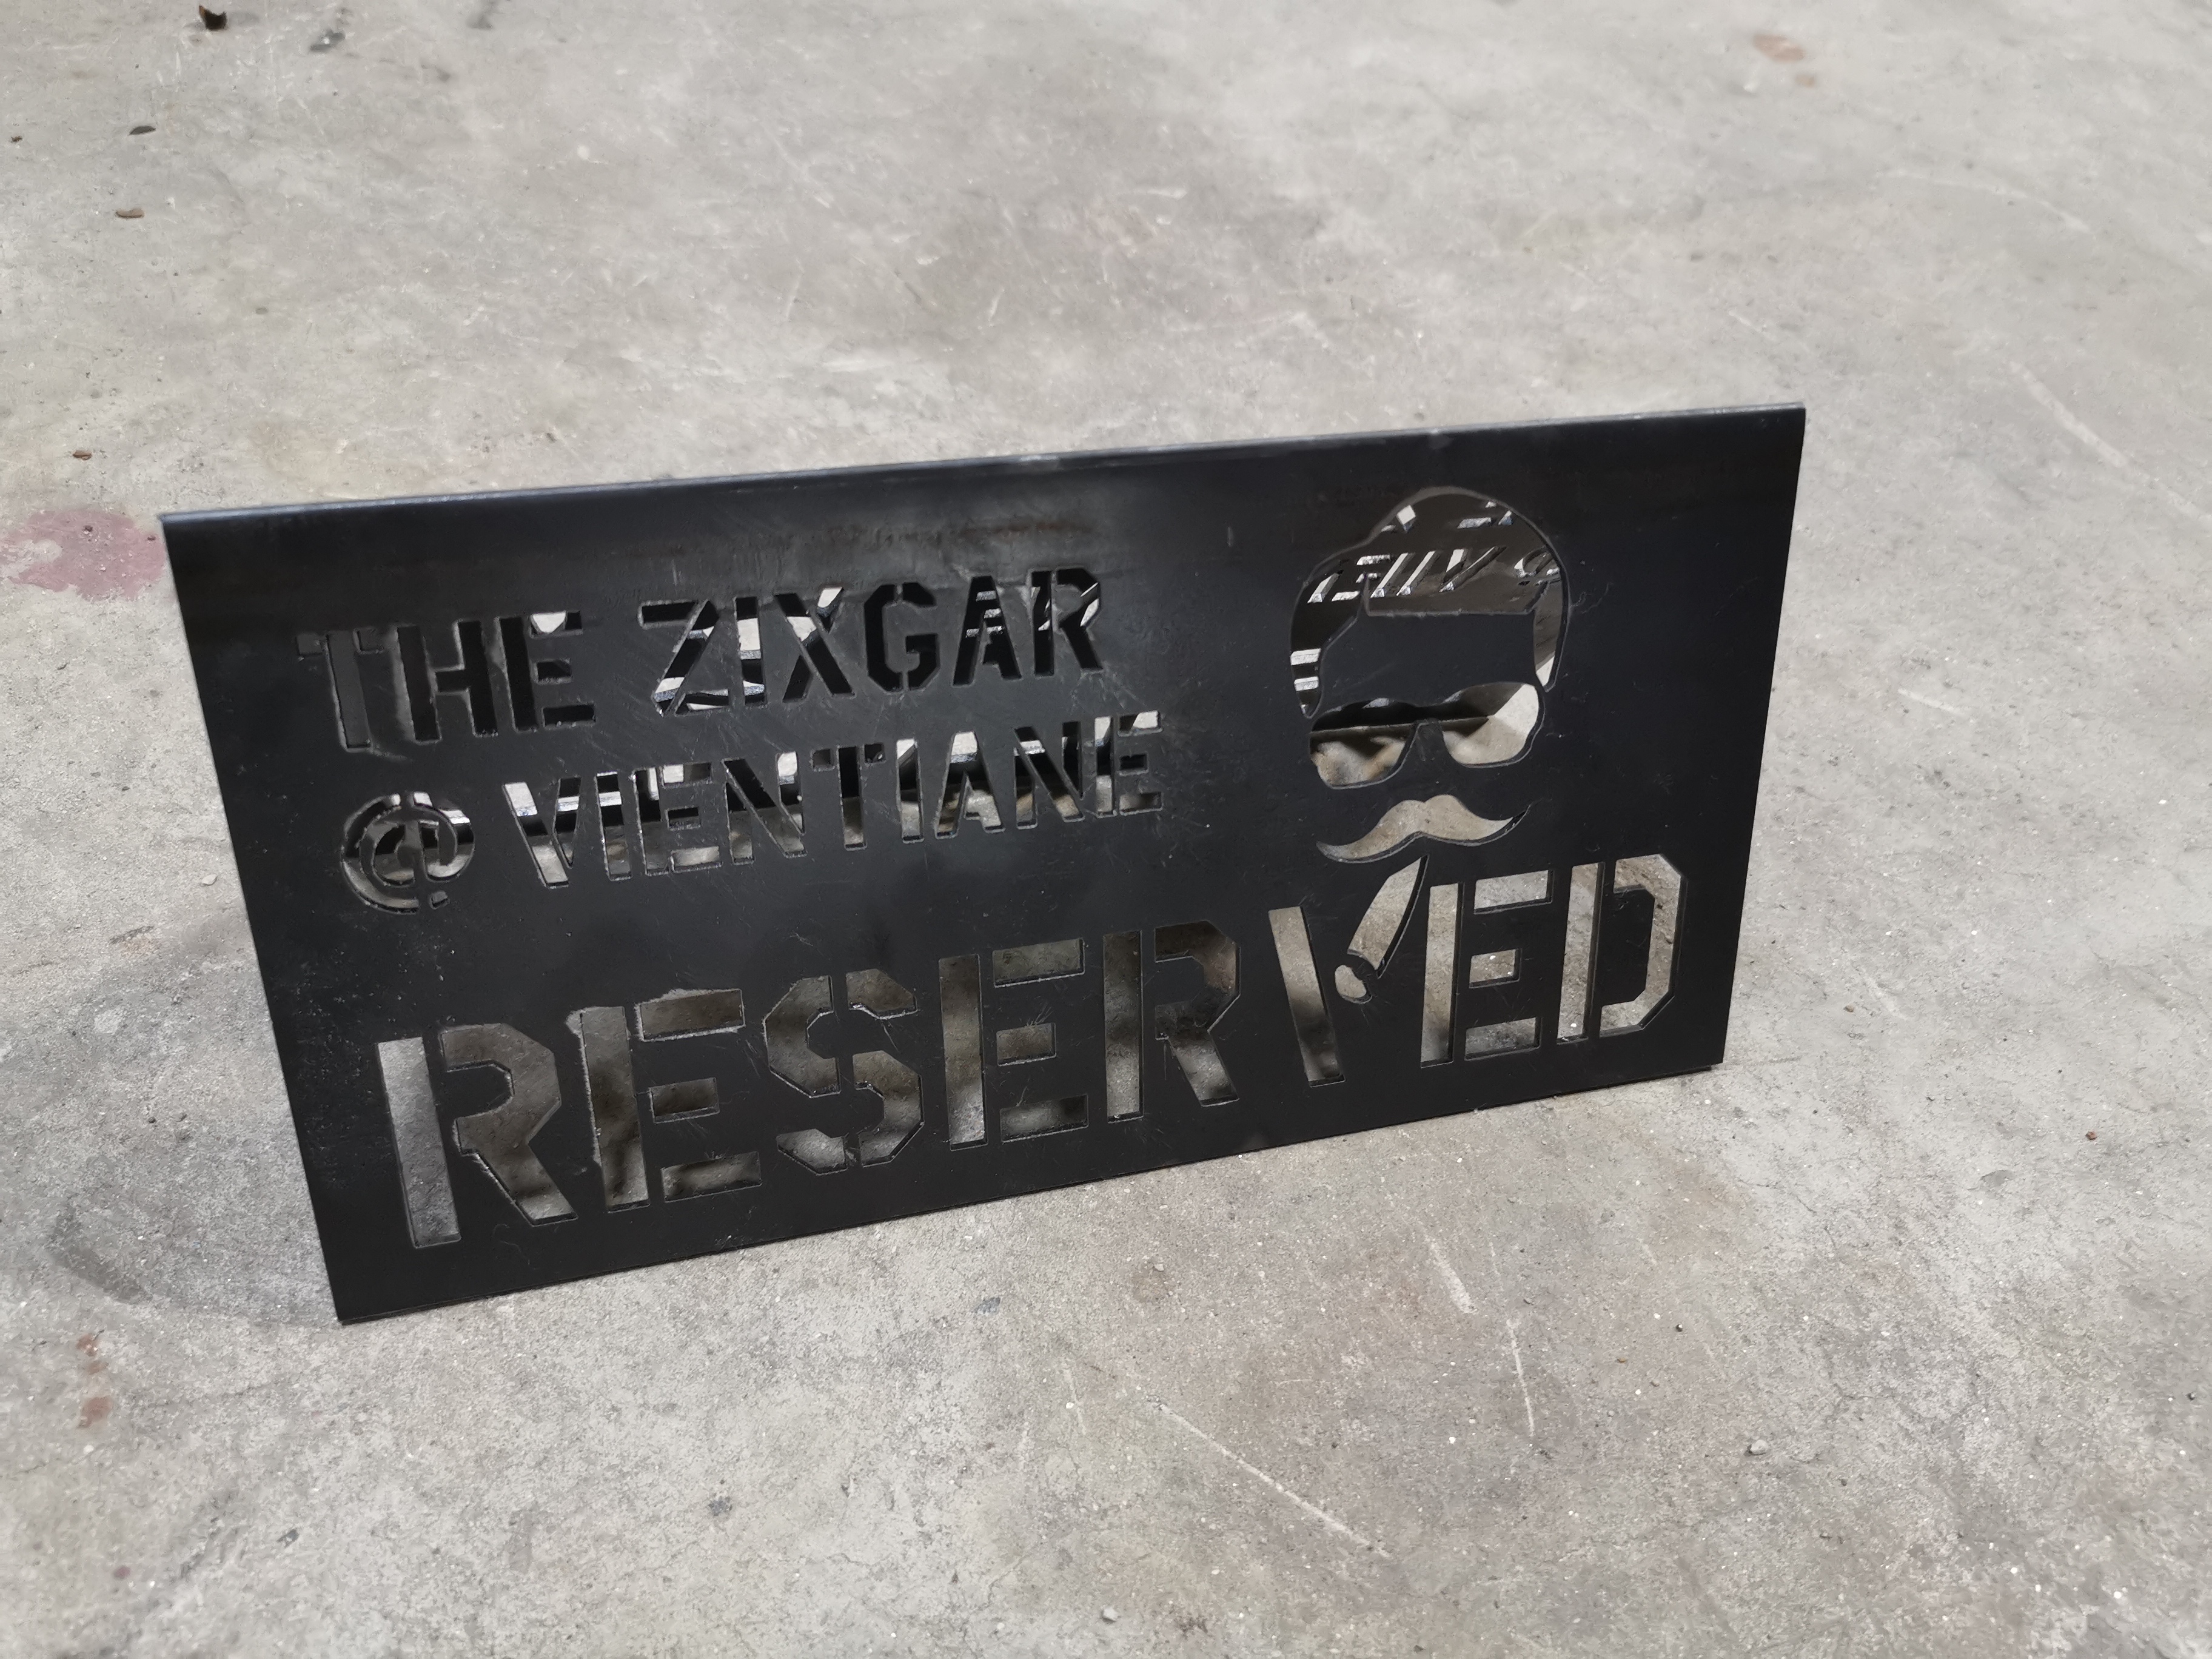 THE ZIXGAR
@ VIENTIANE
RESERVED